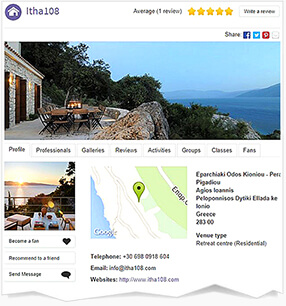 Itha108
Average (1 review)
Write a review
Share:
Profile
Professionals
Galleries
Reviews
Activities
Groups
Classes
Fans
Become a fan
Recommend to a friend
Send Message
Google
Eparchiaki Odos Kioniou - Pera
Pigadiou
Agios Ioannis
Peloponnisos Dytiki Ellada ke
Ionio
Greece
283 00
Venue type
Retreat centre (Residential)
Telephone: +30 698 0918 604
Email: info@itha108.com
Websites: http://www.itha108.com